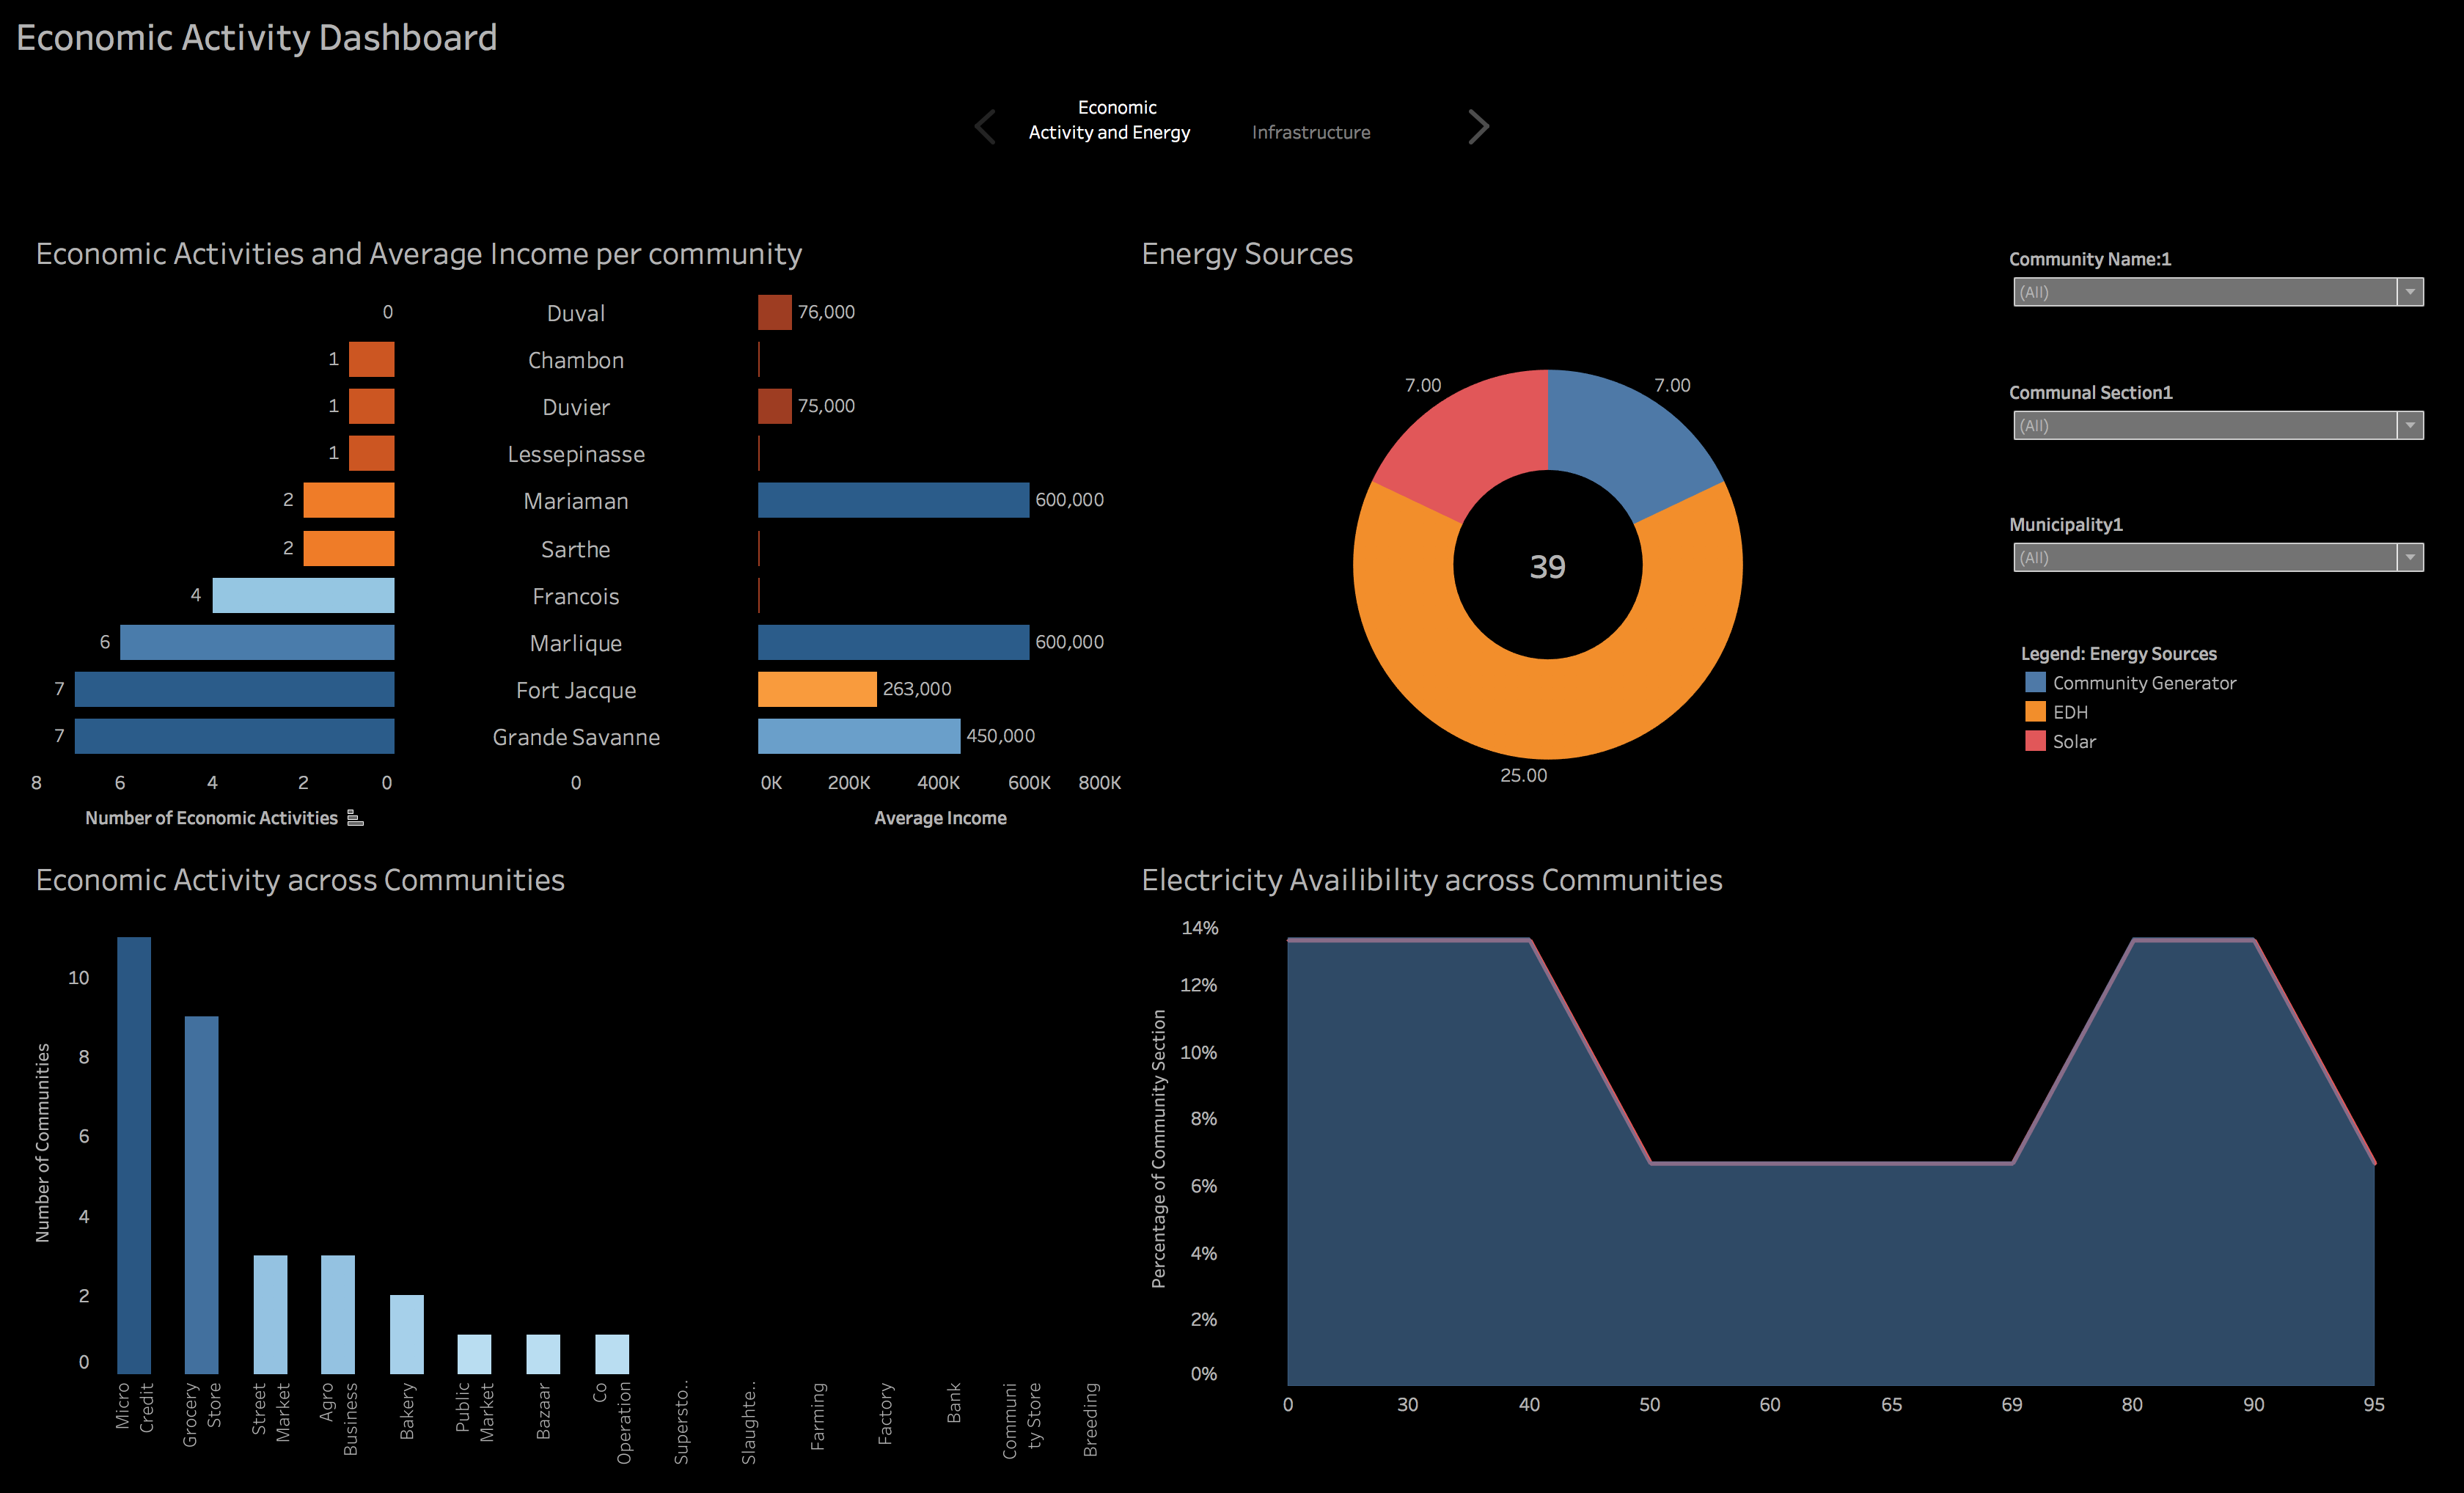 Economic Activity Dashboard
Economic
Activity and Energy
Infrastructure
Economic Activities and Average Income per community
0 Duval 76,000
1 Chambon
1 Duvier 75,000
1 Lessepinasse
2 Mariaman 600,000
2 Sarthe
4 Francois
6 Marlique 600,000
7 Fort Jacque 263,000
7 Grande Savanne 450,000
8 6 4 2 0 0 0K 200K 400K 600K 800K
Number of Economic Activities
Average Income
Energy Sources
7.00 7.00
39
25.00
Community Name:1
(All)
Communal Section1
(All)
Municipality1
(All)
Legend: Energy Sources
Community Generator
EDH
Solar
Economic Activity across Communities
Number of Communities
10
8
6
4
2
0
Micro
Credit
Grocery
Store
Street
Market
Agro
Business
Bakery
Public
Market
Bazaar
Co
Operation
Supersto..
Slaughte..
Farming
Factory
Bank
Communi
ty Store
Breeding
Electricity Availibility across Communities
Percentage of Community Section
14%
12%
10%
8%
6%
4%
2%
0%
0 30 40 50 60 65 69 80 90 95